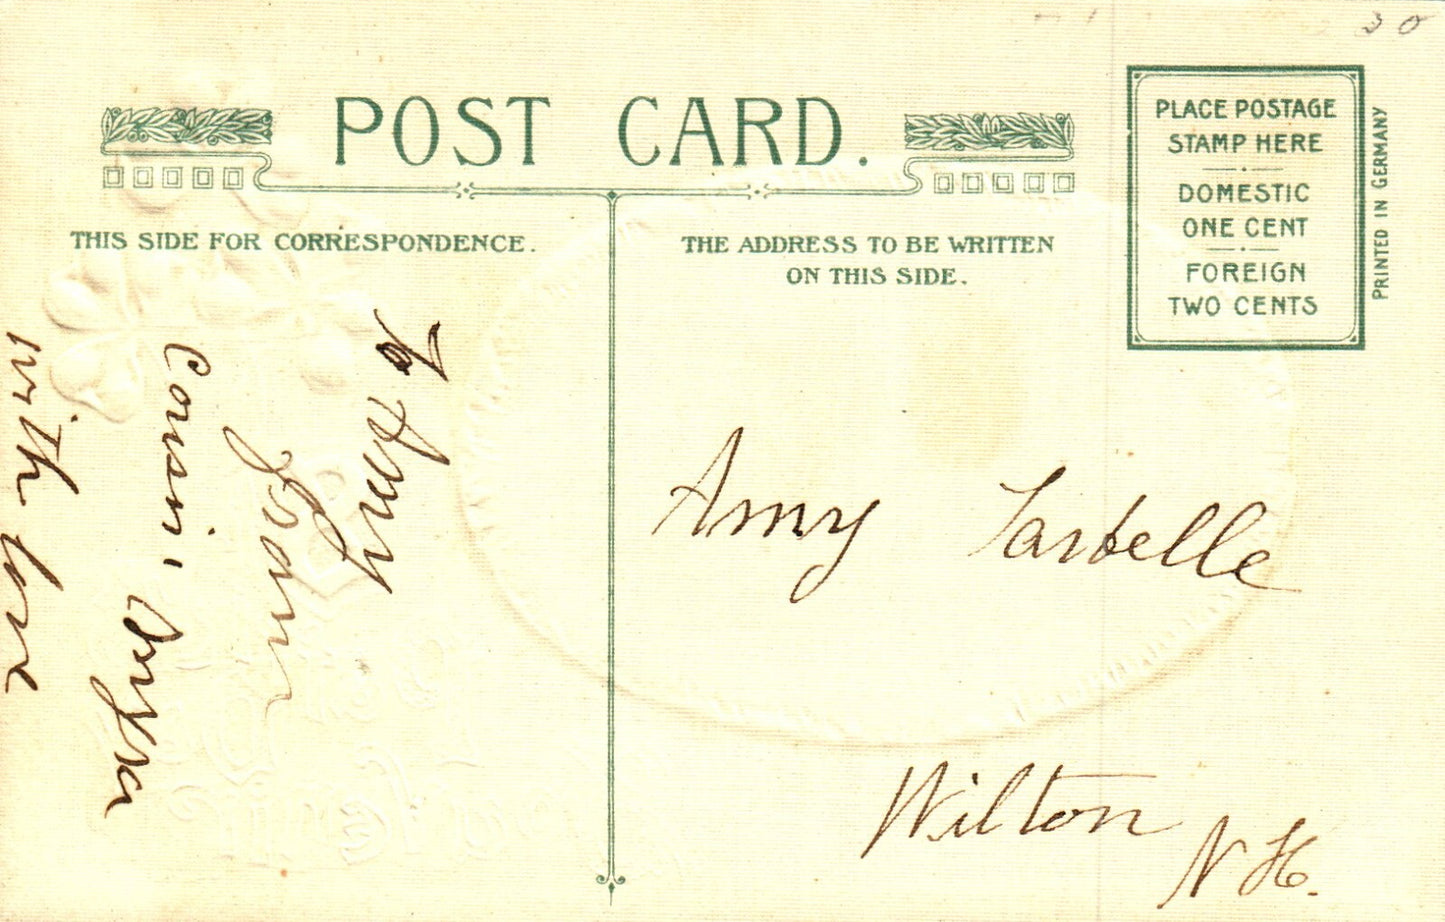 30
POST CARD.
THIS SIDE FOR CORRESPONDENCE.
To Amy
from
Cousin,
with love
THE ADDRESS TO BE WRITTEN
ON THIS SIDE.
PLACE POSTAGE
STAMP HERE
DOMESTIC
ONE CENT
FOREIGN
TWO CENTS
PRINTED IN GERMANY
Amy Tarbelle
Wilton
N H.